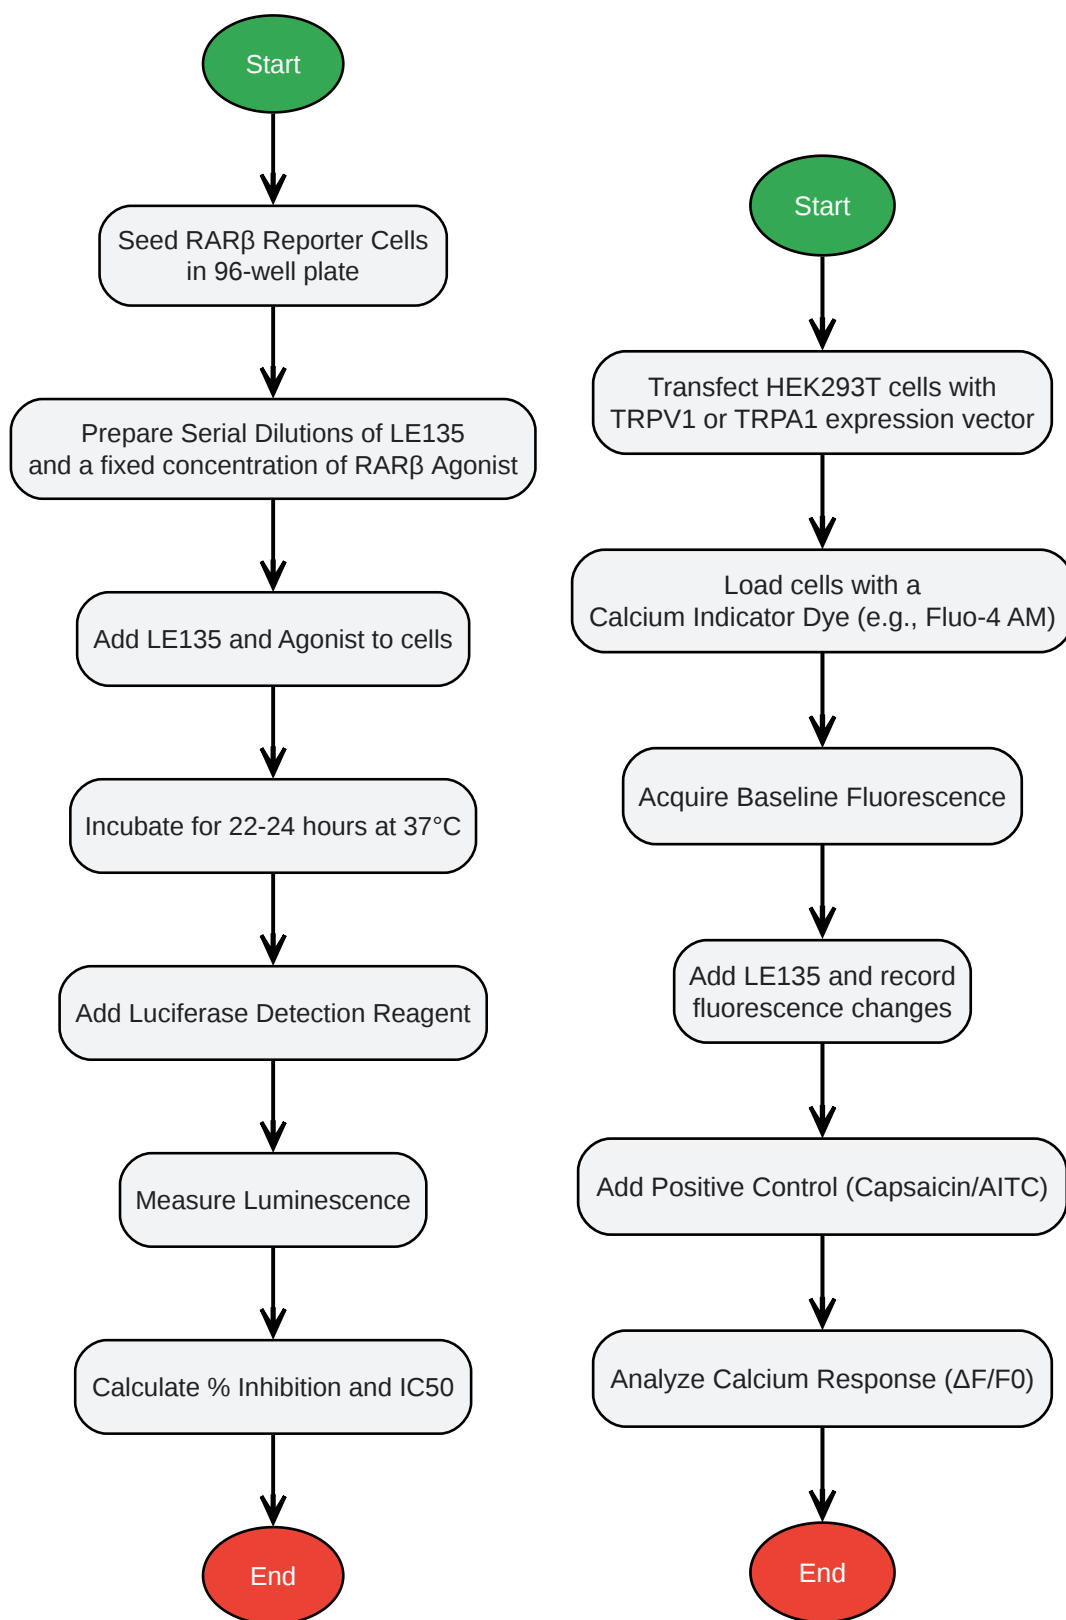 Start
Seed RARβ Reporter Cells
in 96-well plate
Prepare Serial Dilutions of LE135
and a fixed concentration of RARβ Agonist
Add LE135 and Agonist to cells
Incubate for 22-24 hours at 37°C
Add Luciferase Detection Reagent
Measure Luminescence
Calculate % Inhibition and IC50
End
Start
Transfect HEK293T cells with
TRPV1 or TRPA1 expression vector
Load cells with a
Calcium Indicator Dye (e.g., Fluo-4 AM)
Acquire Baseline Fluorescence
Add LE135 and record
fluorescence changes
Add Positive Control (Capsaicin/AITC)
Analyze Calcium Response (ΔF/F0)
End